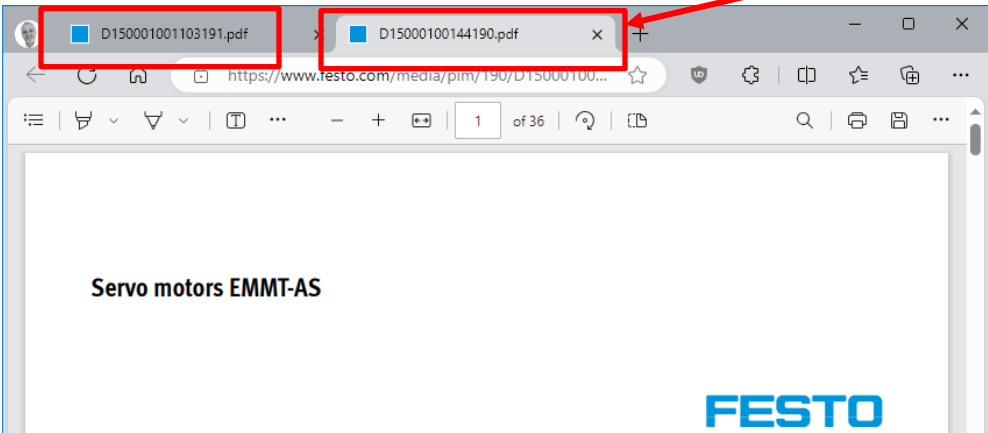 D150001001103191.pdf
D15000100144190.pdf
https://www.festo.com/media/pim/190/D15000100...
1 of 36
Servo motors EMMT-AS
FESTO